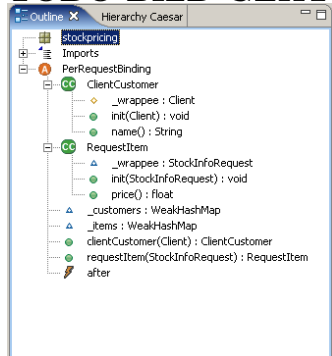 Outline Hierarchy Caesar
stockpricing
Imports
PerRequestBinding
ClientCustomer
_wrappee : Client
init(Client) : void
name() : String
RequestItem
_wrappee : StockInfoRequest
init(StockInfoRequest) : void
price() : float
_customers : WeakHashMap
_items : WeakHashMap
clientCustomer(Client) : ClientCustomer
requestItem(StockInfoRequest) : RequestItem
after